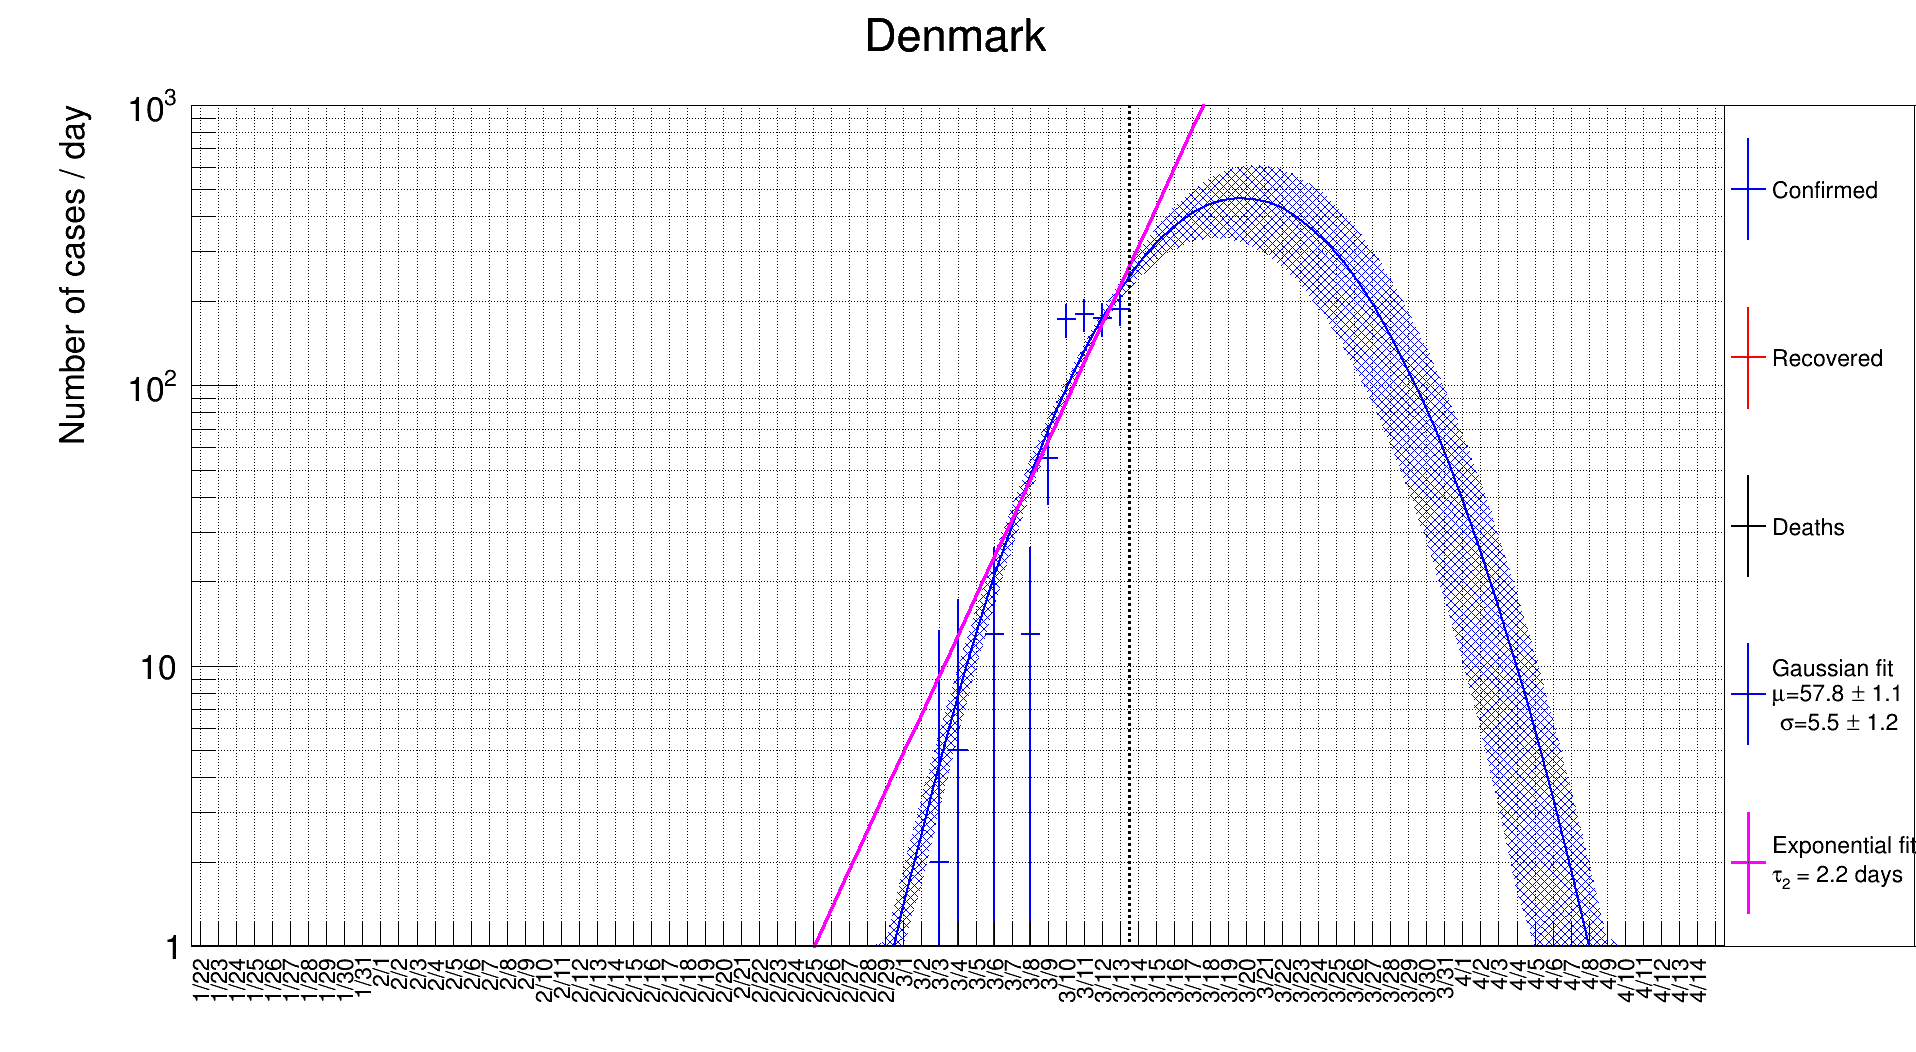 Denmark
Number of cases / day
10³
10²
10
1
1/22 1/23 1/24 1/25 1/26 1/27 1/28 1/29 1/30 1/31 2/1 2/2 2/3 2/4 2/5 2/6 2/7 2/8 2/9 2/10 2/11 2/12 2/13 2/14 2/15 2/16 2/17 2/18 2/19 2/20 2/21 2/22 2/23 2/24 2/25 2/26 2/27 2/28 2/29 3/1 3/2 3/3 3/4 3/5 3/6 3/7 3/8 3/9 3/10 3/11 3/12 3/13 3/14 3/15 3/16 3/17 3/18 3/19 3/20 3/21 3/22 3/23 3/24 3/25 3/26 3/27 3/28 3/29 3/30 3/31 4/1 4/2 4/3 4/4 4/5 4/6 4/7 4/8 4/9 4/10 4/11 4/12 4/13 4/14
Confirmed
Recovered
Deaths
Gaussian fit
μ=57.8 ± 1.1
σ=5.5 ± 1.2
Exponential fit
τ₂ = 2.2 days